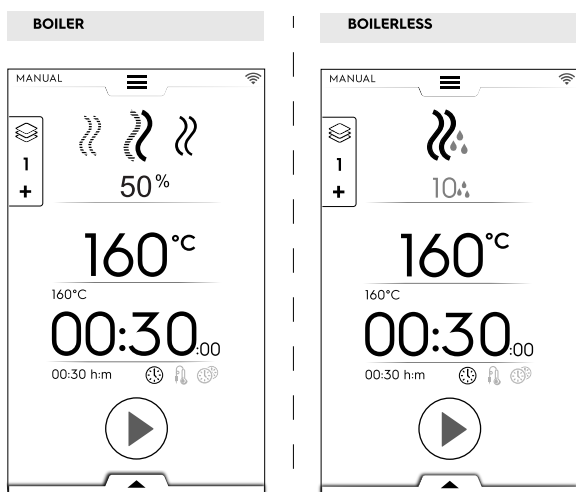 BOILER
MANUAL
1
+
50%
160°C
160°C
00:30:00
00:30 h:m
BOILERLESS
MANUAL
1
+
10
160°C
160°C
00:30:00
00:30 h:m